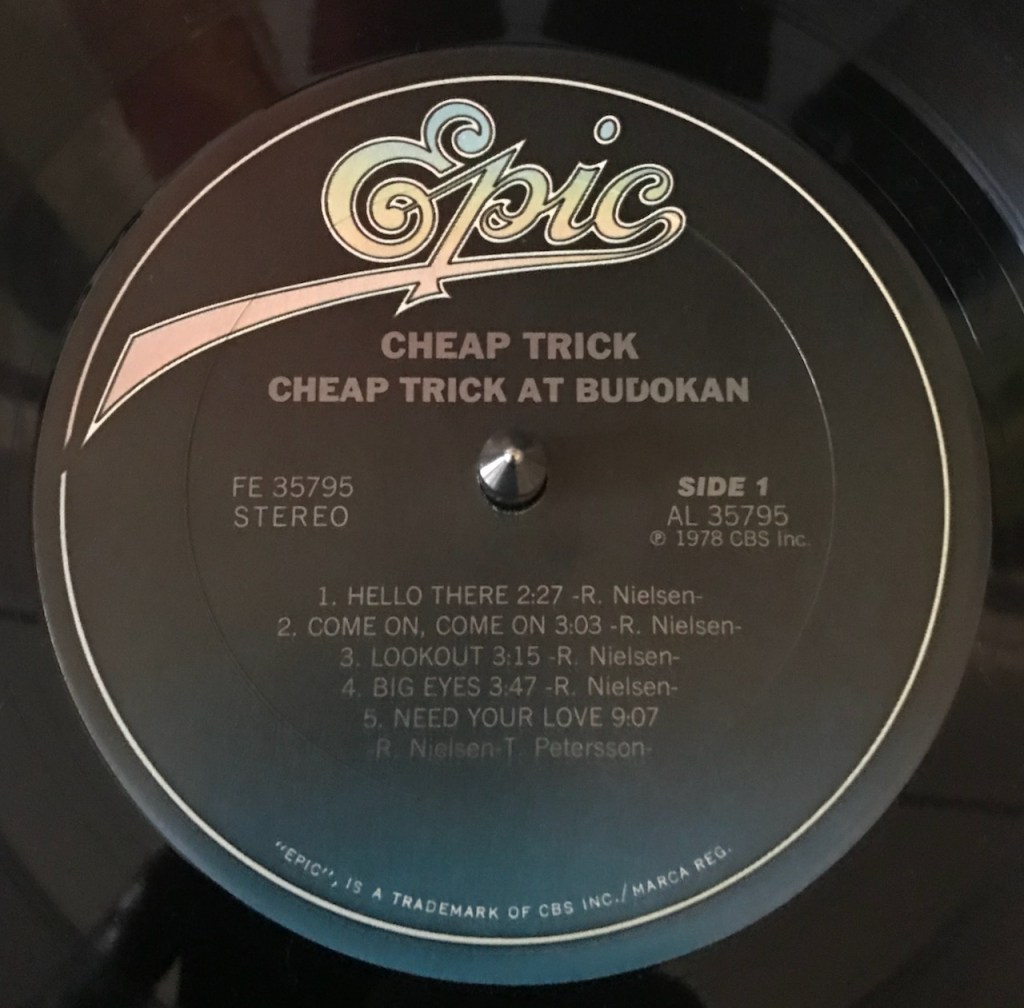 Epic
CHEAP TRICK
CHEAP TRICK AT BUDOKAN
FE 35795
STEREO
SIDE 1
AL 35795
℗ 1978 CBS Inc.
1. HELLO THERE 2:27 -R. Nielsen-
2. COME ON, COME ON 3:03 -R. Nielsen-
3. LOOKOUT 3:15 -R. Nielsen-
4. BIG EYES 3:47 -R. Nielsen-
5. NEED YOUR LOVE 9:07
-R. Nielsen-T. Petersson-
"EPIC", IS A TRADEMARK OF CBS INC./MARCA REG.